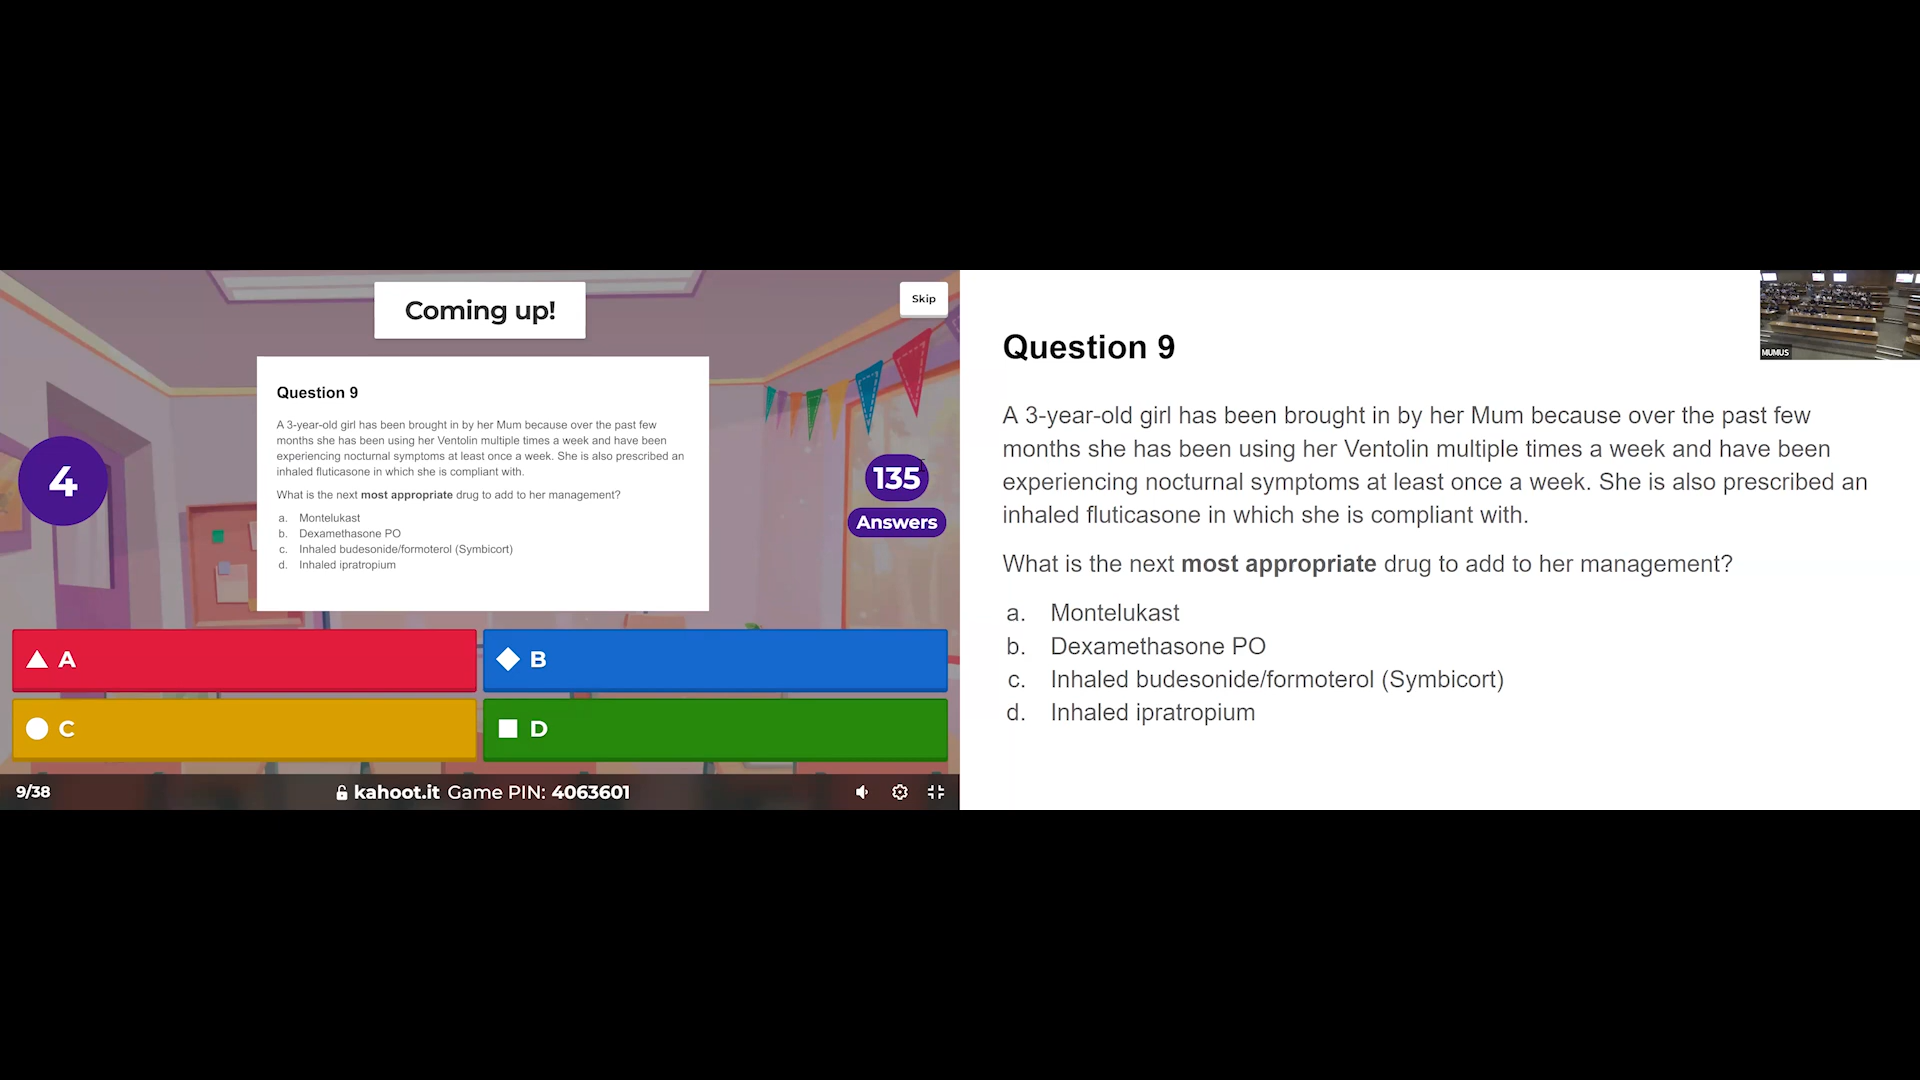 Coming up!
Skip
Question 9
A 3-year-old girl has been brought in by her Mum because over the past few
months she has been using her Ventolin multiple times a week and have been
experiencing nocturnal symptoms at least once a week. She is also prescribed an
inhaled fluticasone in which she is compliant with.
What is the next most appropriate drug to add to her management?
a. Montelukast
b. Dexamethasone PO
c. Inhaled budesonide/formoterol (Symbicort)
d. Inhaled ipratropium
4
135
Answers
A
B
C
D
9/38
kahoot.it Game PIN: 4063601
MUMUS
Question 9
A 3-year-old girl has been brought in by her Mum because over the past few
months she has been using her Ventolin multiple times a week and have been
experiencing nocturnal symptoms at least once a week. She is also prescribed an
inhaled fluticasone in which she is compliant with.
What is the next most appropriate drug to add to her management?
a. Montelukast
b. Dexamethasone PO
c. Inhaled budesonide/formoterol (Symbicort)
d. Inhaled ipratropium